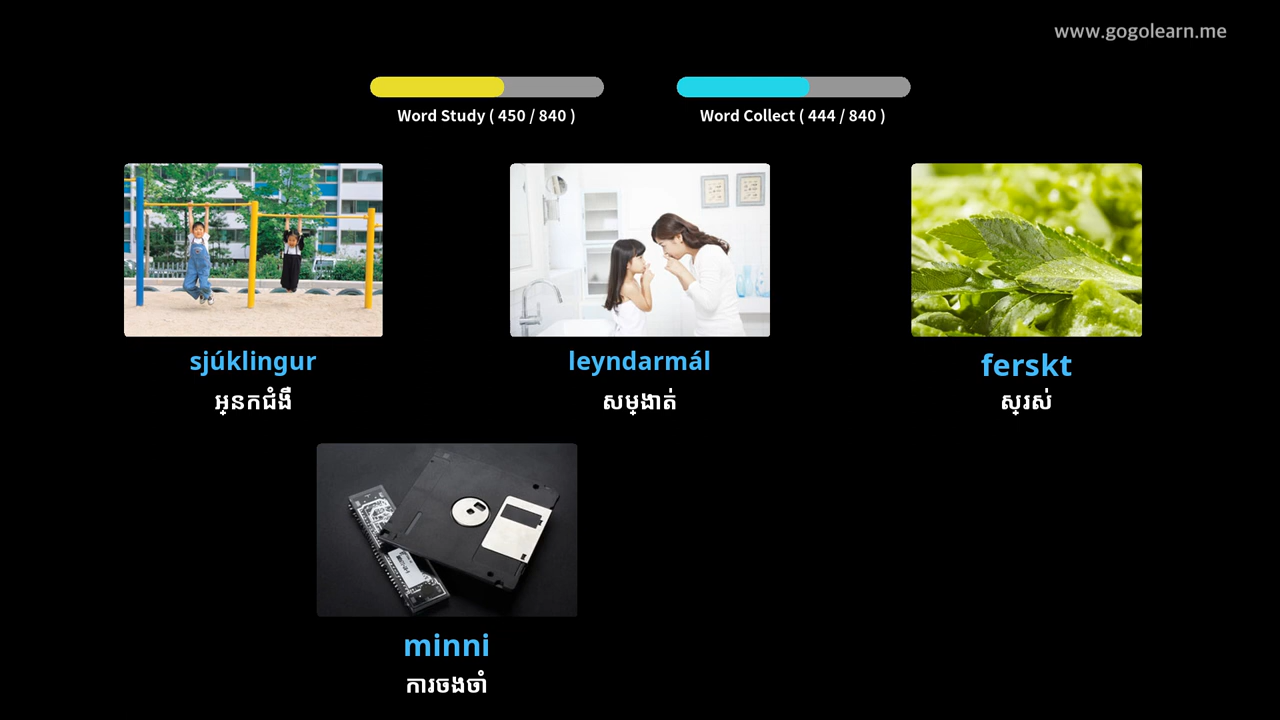 www.gogolearn.me
Word Study ( 450 / 840 )
Word Collect ( 444 / 840 )
sjúklingur
អ្នកជំងឺ
leyndarmál
សម្ងាត់
ferskt
ស្រស់
minni
ការចងចាំ